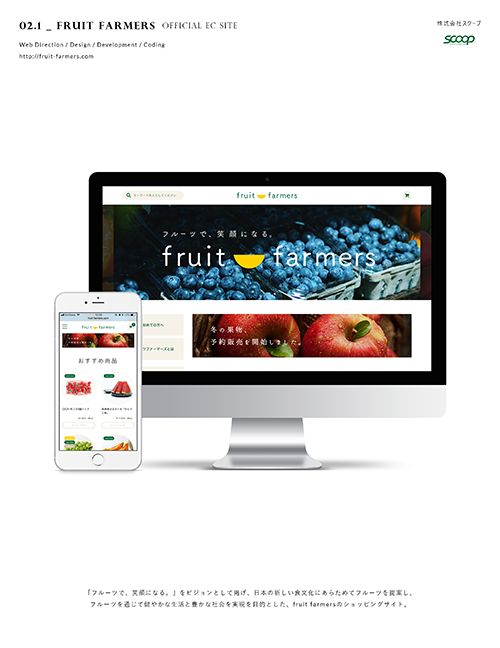 02.1 _ FRUIT FARMERS OFFICIAL EC SITE
株式会社スクープ
scoop
Web Direction / Design / Development / Coding
http://fruit-farmers.com
fruit farmers
フルーツで、笑顔になる。
fruit farmers
冬の果物、
予約販売を開始しました。
fruit farmers
おすすめ商品
「フルーツで、笑顔になる。」をビジョンとして掲げ、日本の新しい食文化にあらためてフルーツを提案し、
フルーツを通じて健やかな生活と豊かな社会を実現を目的とした、fruit farmersのショッピングサイト。